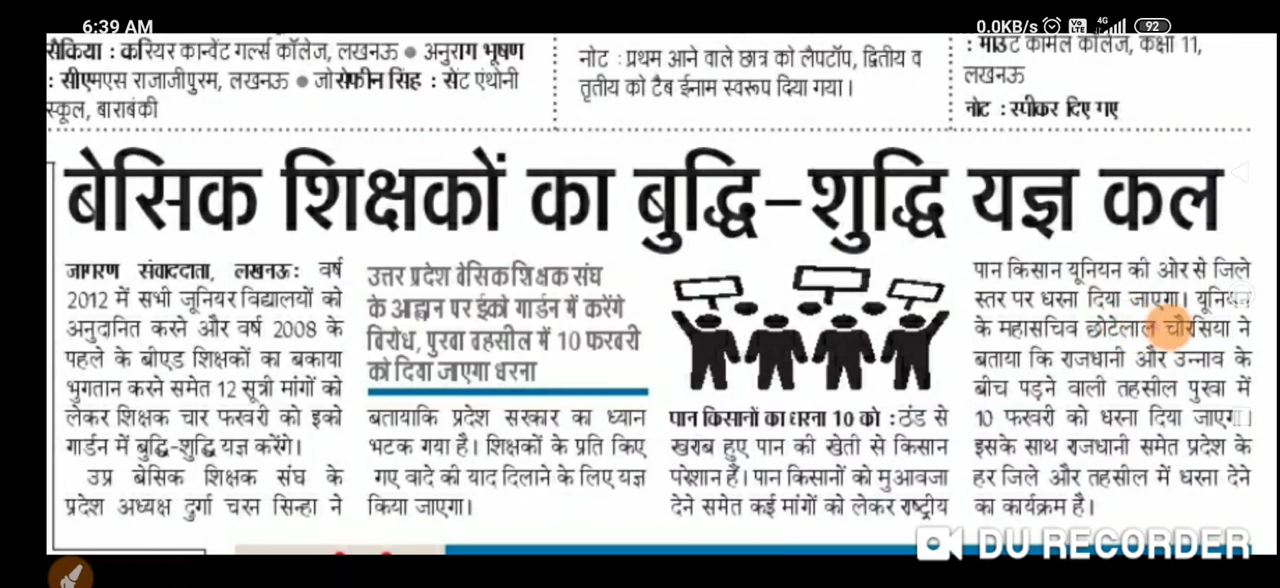 6:39 AM
0.0KB/s
Vo LTE
4G
92
सैकिया : करियर कान्वेंट गर्ल्स कॉलेज, लखनऊ ● अनुराग भूषण
: सीएमएस राजाजीपुरम, लखनऊ ● जोसेफीन सिंह : सेंट एंथोनी
स्कूल, बाराबंकी
नोट : प्रथम आने वाले छात्र को लैपटॉप, द्वितीय व
तृतीय को टैब ईनाम स्वरूप दिया गया।
: माउंट कार्मल कॉलेज, कक्षा 11,
लखनऊ
नोट : स्पीकर दिए गए
बेसिक शिक्षकों का बुद्धि-शुद्धि यज्ञ कल
जागरण संवाददाता, लखनऊ: वर्ष
2012 में सभी जूनियर विद्यालयों को
अनुदानित करने और वर्ष 2008 के
पहले के बीएड शिक्षकों का बकाया
भुगतान करने समेत 12 सूत्री मांगों को
लेकर शिक्षक चार फरवरी को इको
गार्डन में बुद्धि-शुद्धि यज्ञ करेंगे।
उप्र बेसिक शिक्षक संघ के
प्रदेश अध्यक्ष दुर्गा चरन सिन्हा ने
उत्तर प्रदेश बेसिक शिक्षक संघ
के आह्वान पर ईको गार्डन में करेंगे
विरोध, पुरवा तहसील में 10 फरवरी
को दिया जाएगा धरना
बतायाकि प्रदेश सरकार का ध्यान
भटक गया है। शिक्षकों के प्रति किए
गए वादे की याद दिलाने के लिए यज्ञ
किया जाएगा।
पान किसानों का धरना 10 को : ठंड से
खराब हुए पान की खेती से किसान
परेशान हैं। पान किसानों को मुआवजा
देने समेत कई मांगों को लेकर राष्ट्रीय
पान किसान यूनियन की ओर से जिले
स्तर पर धरना दिया जाएगा। यूनियन
के महासचिव छोटेलाल चौरसिया ने
बताया कि राजधानी और उन्नाव के
बीच पड़ने वाली तहसील पुरवा में
10 फरवरी को धरना दिया जाएगा
इसके साथ राजधानी समेत प्रदेश के
हर जिले और तहसील में धरना देने
का कार्यक्रम है।
DU RECORDER